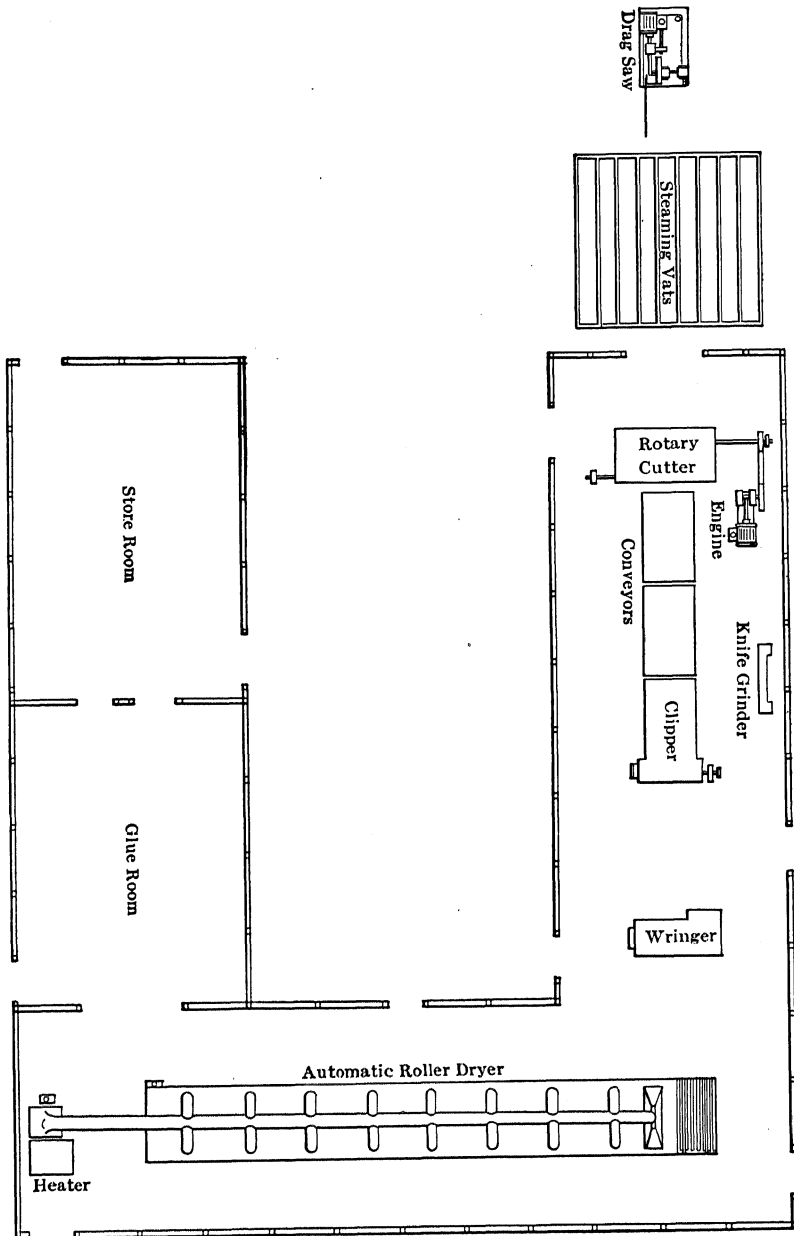 Drag Saw
Steaming Vats
Rotary
Cutter
Engine
Conveyors
Knife Grinder
Clipper
Store Room
Glue Room
Wringer
Automatic Roller Dryer
Heater